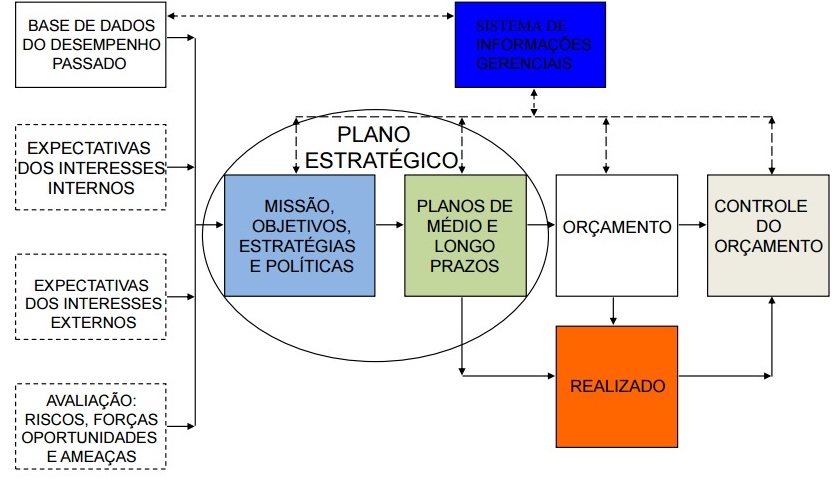 BASE DE DADOS
DO DESEMPENHO
PASSADO
SÍSTEMA DE
INFORMAÇÕES
GERENCIAIS
EXPECTATIVAS
DOS INTERESSES
INTERNOS
PLANO
ESTRATÉGICO
MISSÃO,
OBJETIVOS,
ESTRATÉGIAS
E POLÍTICAS
PLANOS DE
MÉDIO E
LONGO
PRAZOS
ORÇAMENTO
CONTROLE
DO
ORÇAMENTO
EXPECTATIVAS
DOS INTERESSES
EXTERNOS
REALIZADO
AVALIAÇÃO:
RISCOS, FORÇAS
OPORTUNIDADES
E AMEAÇAS